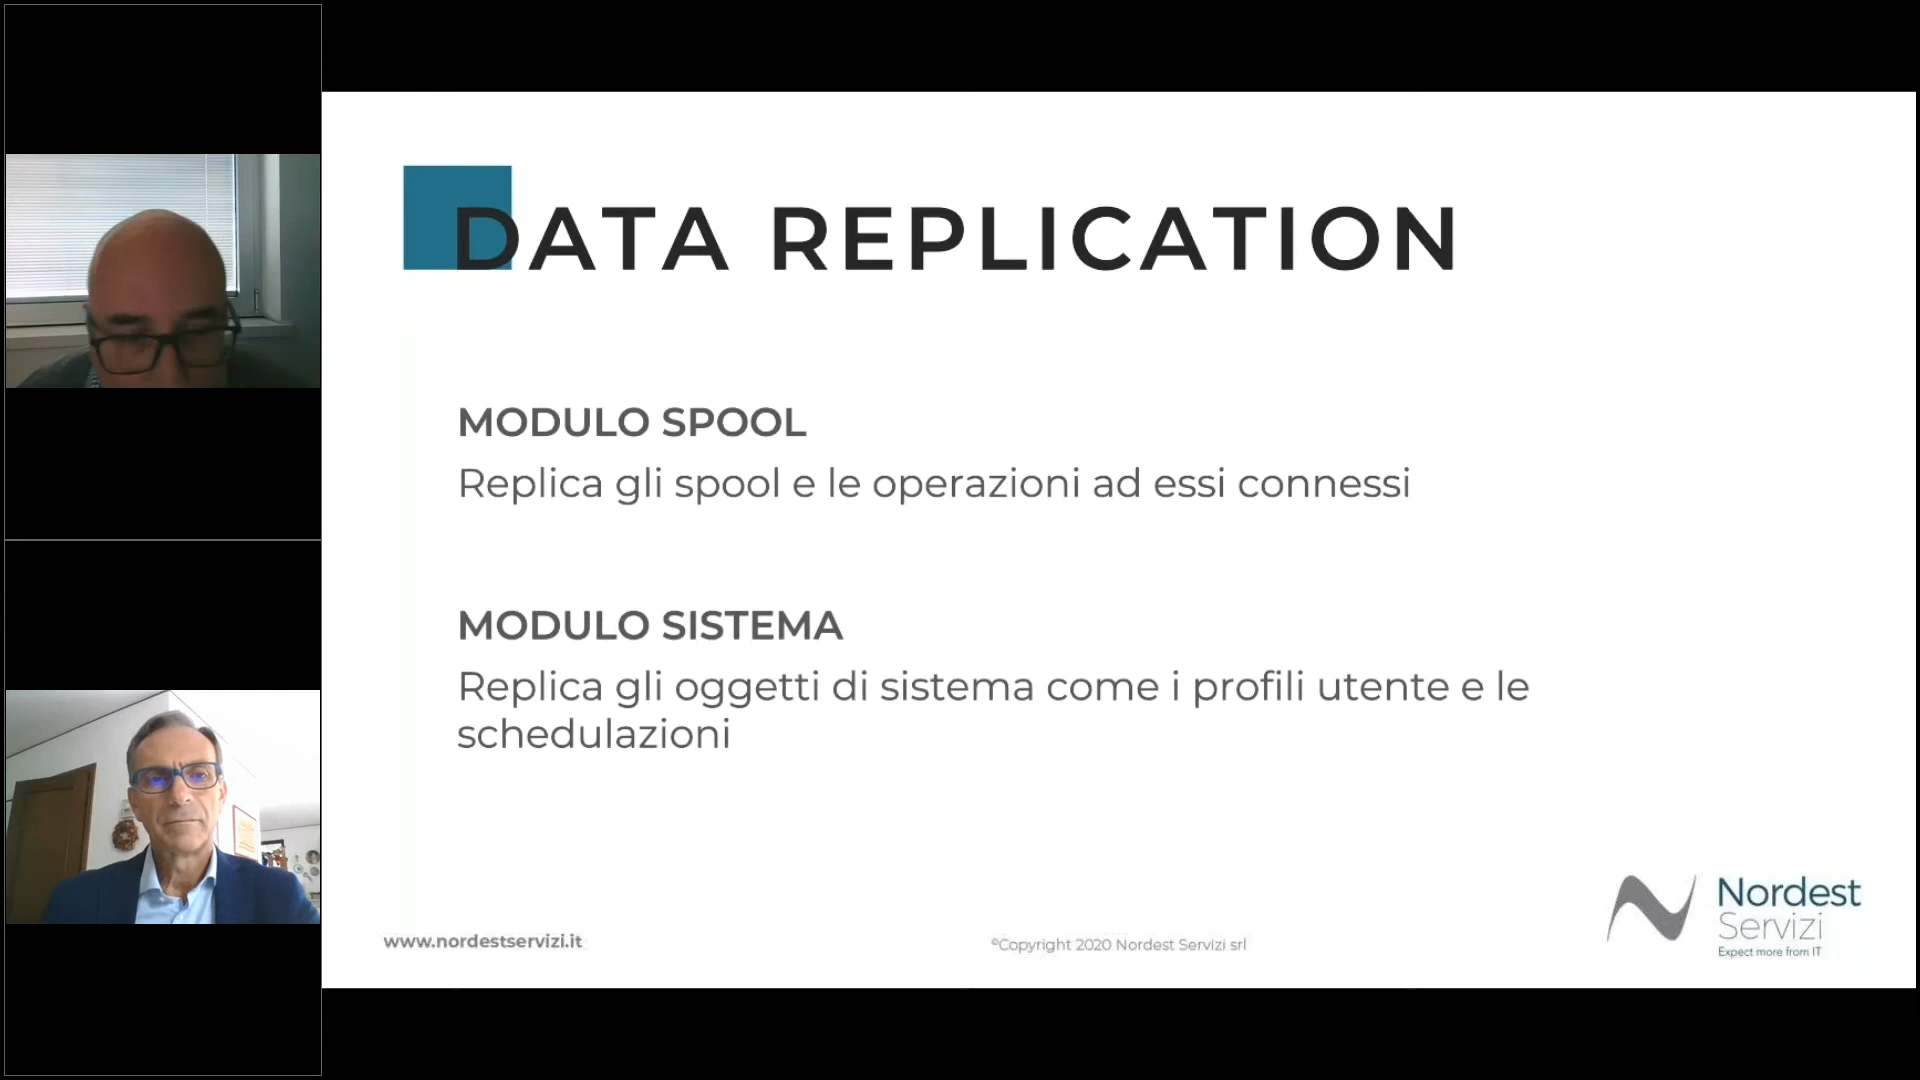 DATA REPLICATION
MODULO SPOOL
Replica gli spool e le operazioni ad essi connessi
MODULO SISTEMA
Replica gli oggetti di sistema come i profili utente e le
schedulazioni
www.nordestservizi.it
©Copyright 2020 Nordest Servizi srl
Nordest
Servizi
Expect more from IT